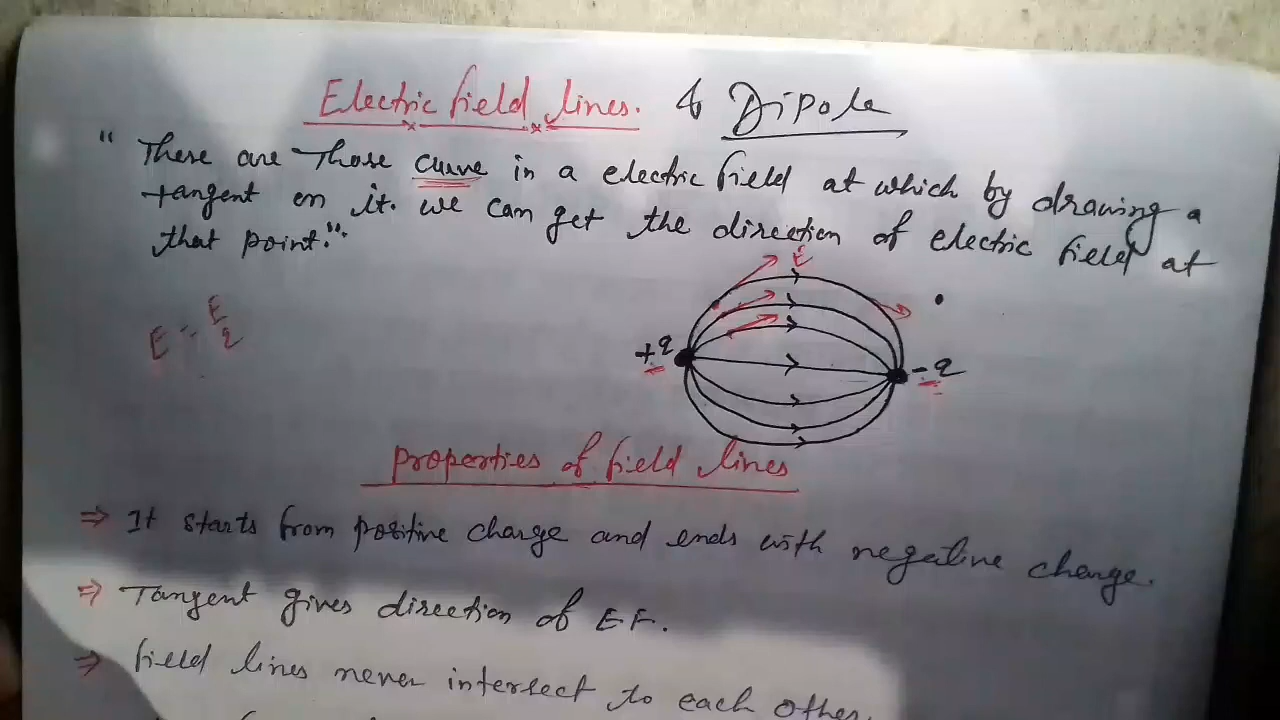 Electric field lines. & Dipole
" These are those curve in a electric field at which by drawing a
tangent on it. we can get the direction of electric field at
that point.".
E
E = E
q
+q
-q
Properties of field lines
⇒ It starts from positive charge and ends with negative charge.
⇒ Tangent gives direction of EF.
⇒ field lines never intersect to each other.